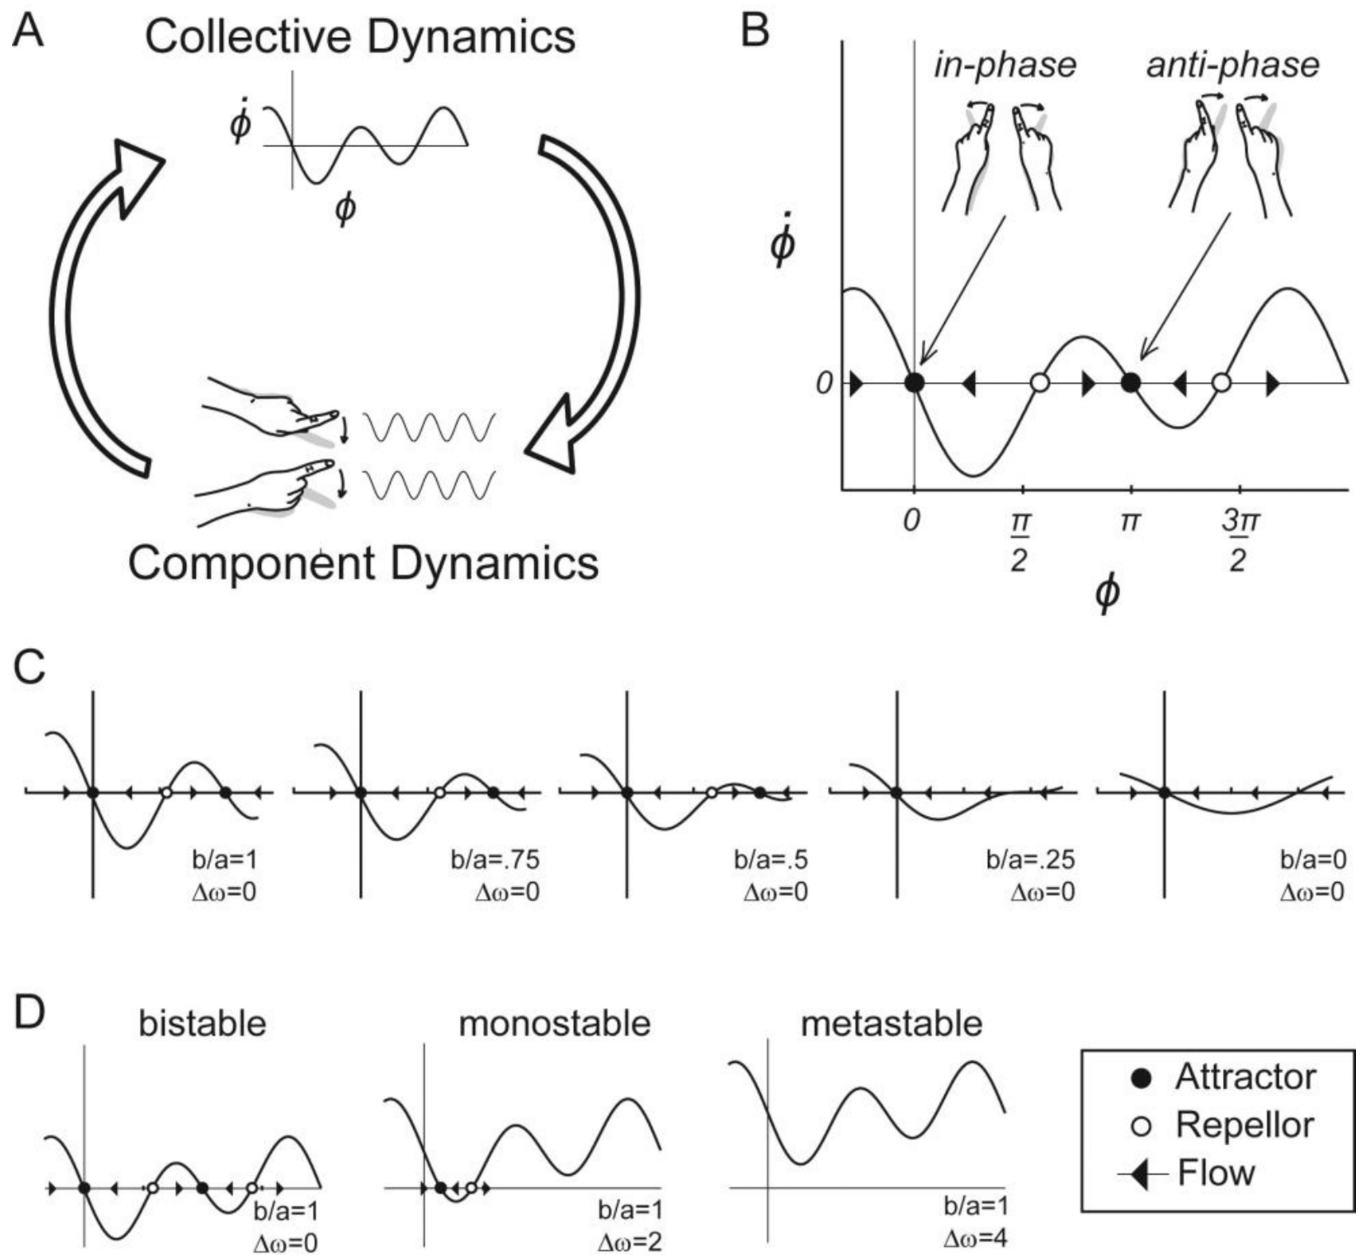 A
Collective Dynamics
ϕ̇
ϕ
Component Dynamics
B
in-phase
anti-phase
ϕ̇
0
0
π/2
π
3π/2
ϕ
C
b/a=1
Δω=0
b/a=.75
Δω=0
b/a=.5
Δω=0
b/a=.25
Δω=0
b/a=0
Δω=0
D
bistable
b/a=1
Δω=0
monostable
b/a=1
Δω=2
metastable
b/a=1
Δω=4
Attractor
Repellor
Flow